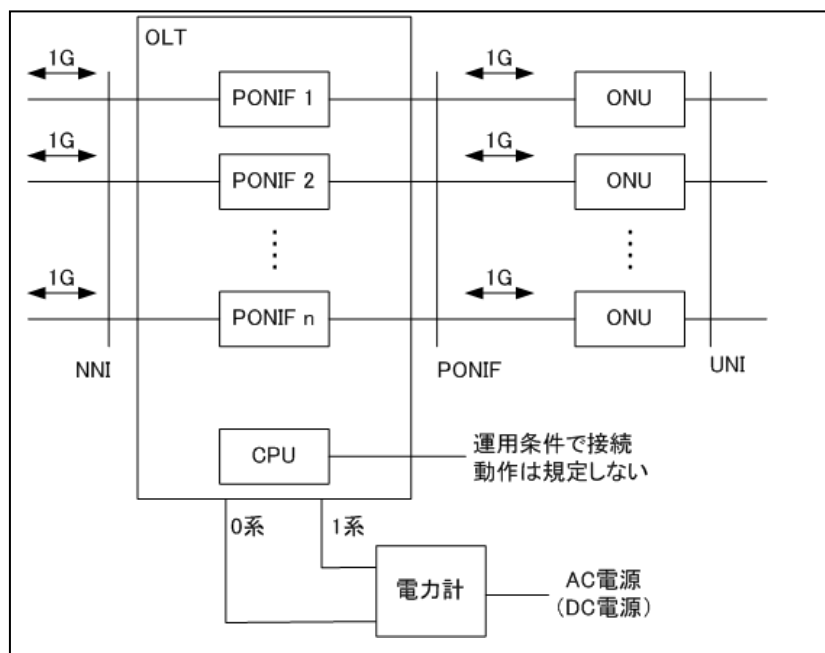 OLT
1G
1G
PONIF 1
ONU
1G
1G
PONIF 2
ONU
1G
1G
PONIF n
ONU
NNI
PONIF
UNI
CPU
運用条件で接続
動作は規定しない
0系
1系
電力計
AC電源
(DC電源)